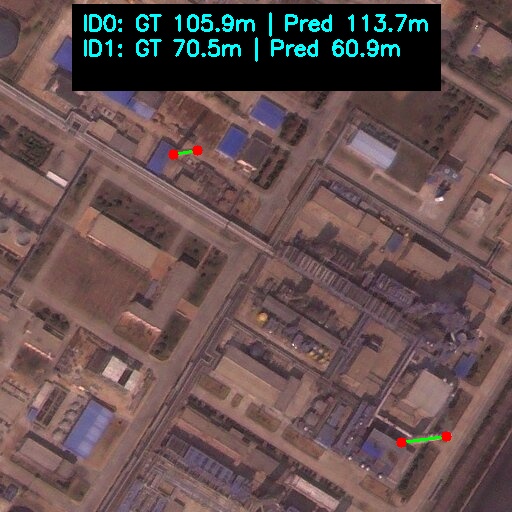 ID0: GT 105.9m | Pred 113.7m
ID1: GT 70.5m | Pred 60.9m